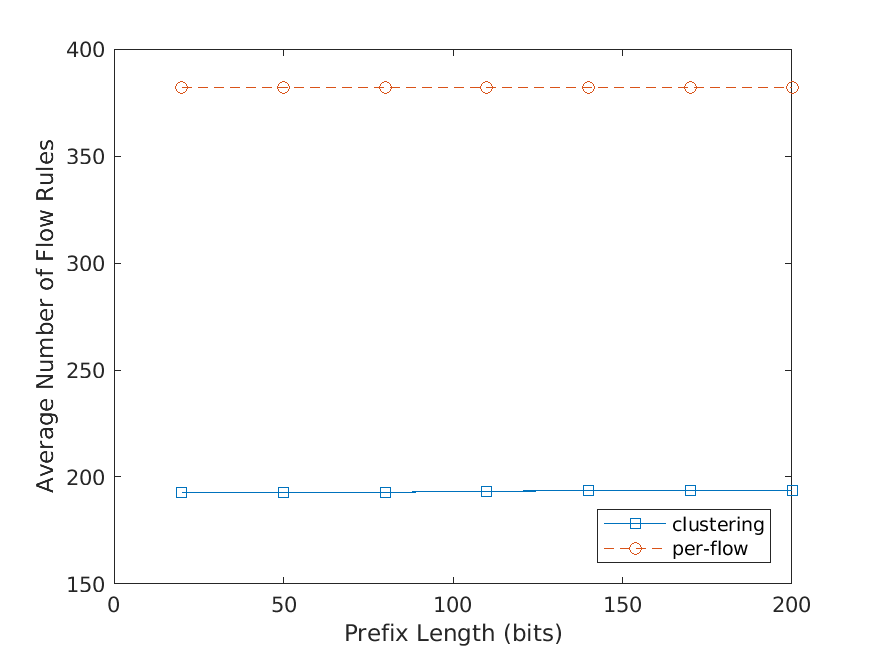 400
350
300
250
200
150
Average Number of Flow Rules
clustering
per-flow
0 50 100 150 200
Prefix Length (bits)